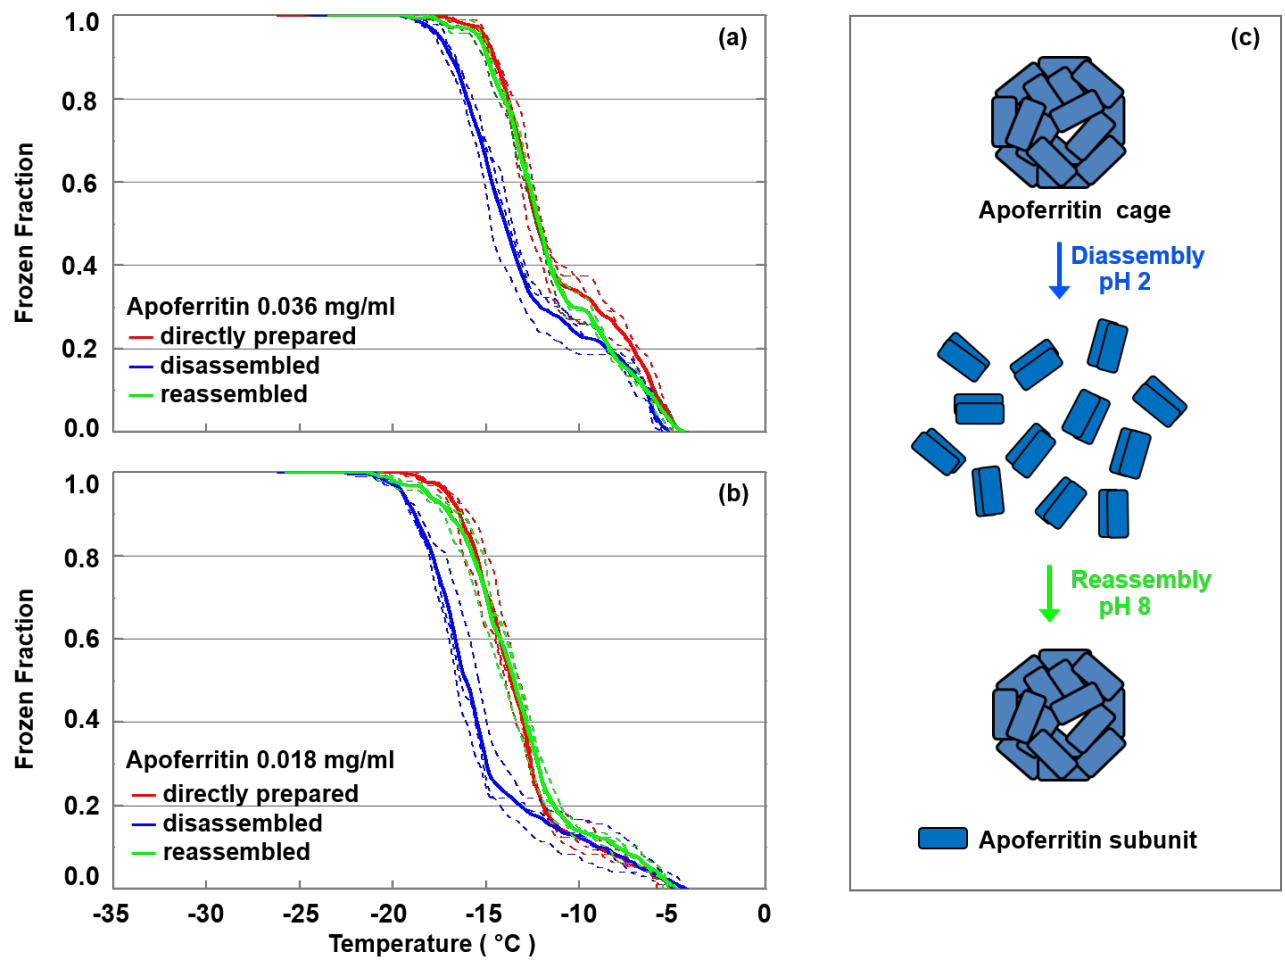 1.0
(a)
0.8
0.6
0.4
0.2
0.0
Frozen Fraction
Apoferritin 0.036 mg/ml
directly prepared
disassembled
reassembled
1.0
(b)
0.8
0.6
0.4
0.2
0.0
Frozen Fraction
Apoferritin 0.018 mg/ml
directly prepared
disassembled
reassembled
-35 -30 -25 -20 -15 -10 -5 0
Temperature ( °C )
(c)
Apoferritin cage
Diassembly
pH 2
Reassembly
pH 8
Apoferritin subunit